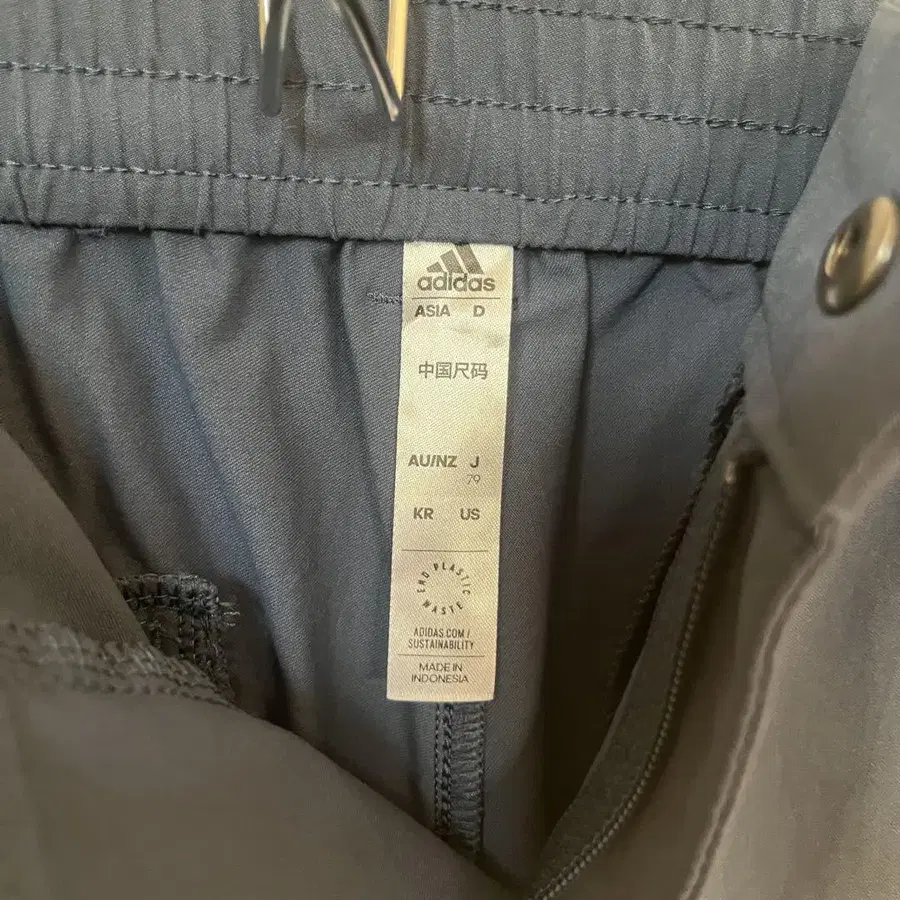 adidas
ASIA D
中国尺码
AU/NZ J
79
KR US
END PLASTIC WASTE
ADIDAS.COM/
SUSTAINABILITY
MADE IN
INDONESIA